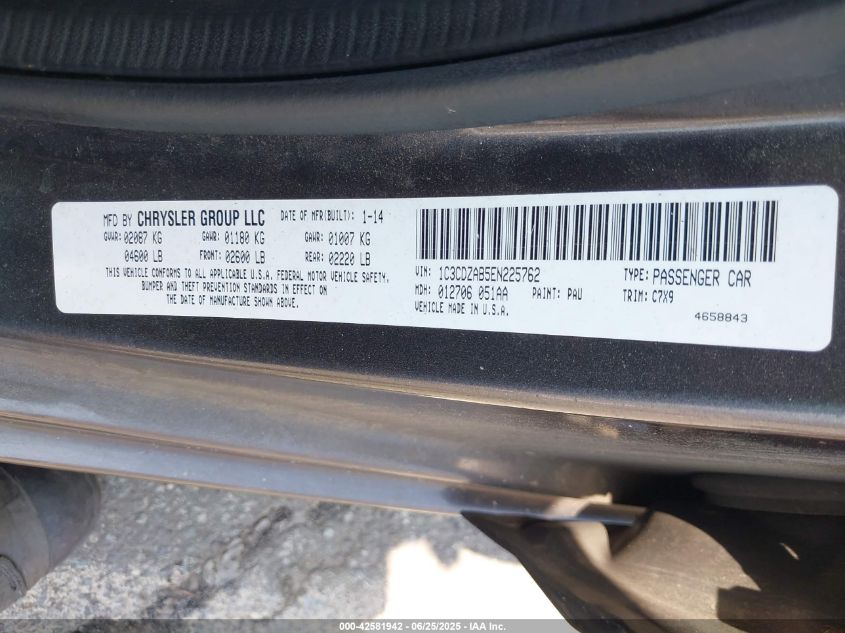 MFD BY CHRYSLER GROUP LLC DATE OF MFR(BUILT): 1-14
GVWR: 02087 KG GAWR: 01180 KG GAWR: 01007 KG
04600 LB FRONT: 02600 LB REAR: 02220 LB
THIS VEHICLE CONFORMS TO ALL APPLICABLE U.S.A. FEDERAL MOTOR VEHICLE SAFETY,
BUMPER AND THEFT PREVENTION STANDARDS IN EFFECT ON
THE DATE OF MANUFACTURE SHOWN ABOVE.
VIN: 1C3CDZAB5EN225762 TYPE: PASSENGER CAR
MDH: 012706 051AA PAINT: PAU TRIM: C7X9
VEHICLE MADE IN U.S.A.
4658843
000-42581942 - 06/25/2025 - IAA Inc.